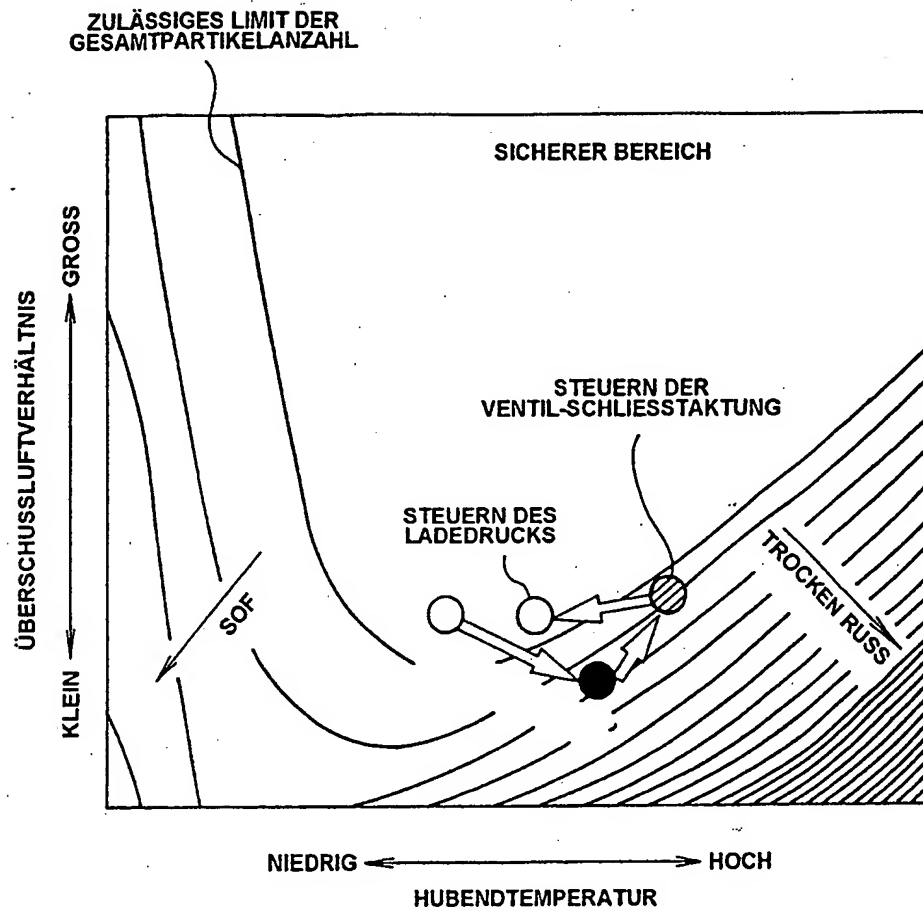 ZULÄSSIGES LIMIT DER
GESAMTPARTIKELANZAHL
SICHERER BEREICH
GROSS
ÜBERSCHUSSLUFTVERHÄLTNIS
KLEIN
STEUERN DER
VENTIL-SCHLIESSTAKTUNG
STEUERN DES
LADEDRUCKS
SOF
TROCKEN RUSS
NIEDRIG
HOCH
HUBENDTEMPERATUR